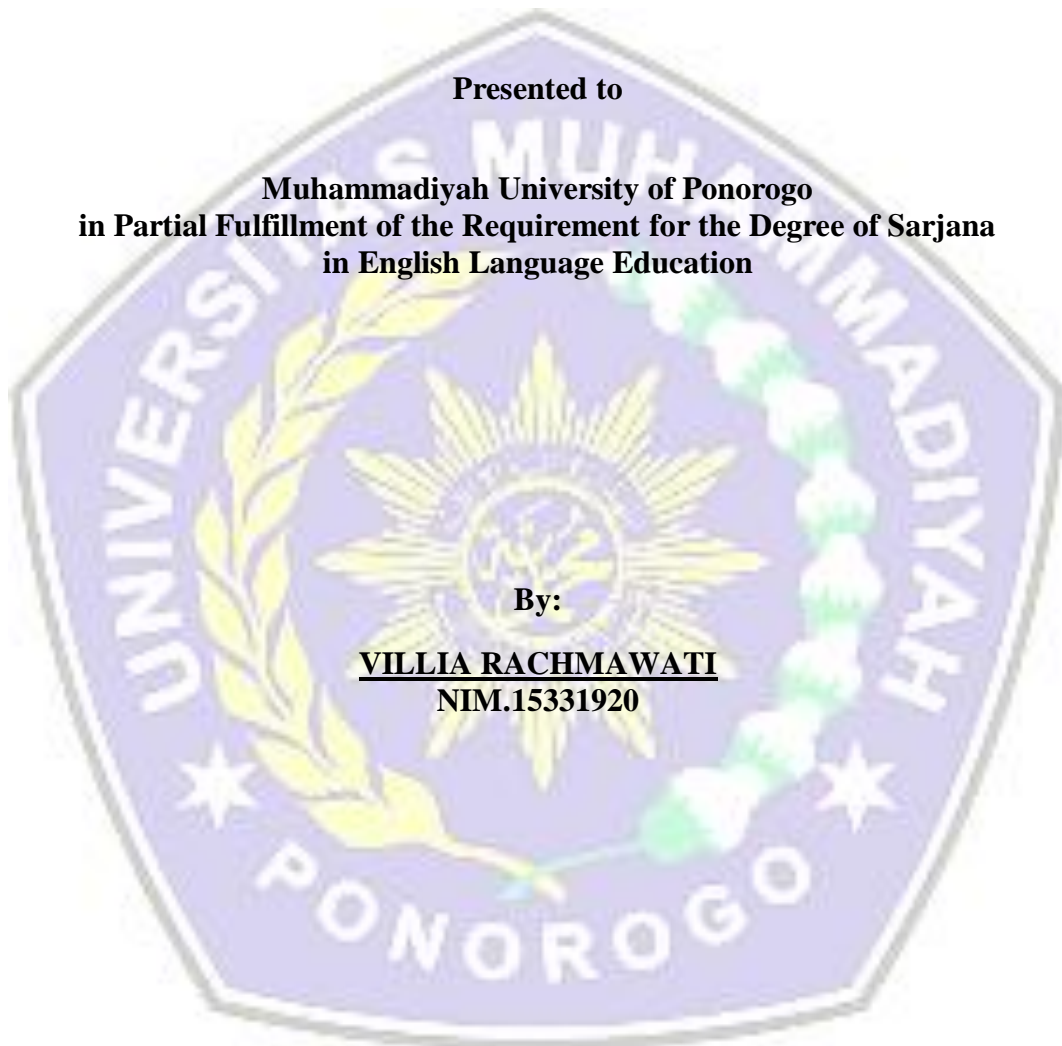 Presented to
Muhammadiyah University of Ponorogo
in Partial Fulfillment of the Requirement for the Degree of Sarjana
in English Language Education
By:
VILLIA RACHMAWATI
NIM.15331920
UNIVERSITAS MUHAMMADIYAH
PONOROGO